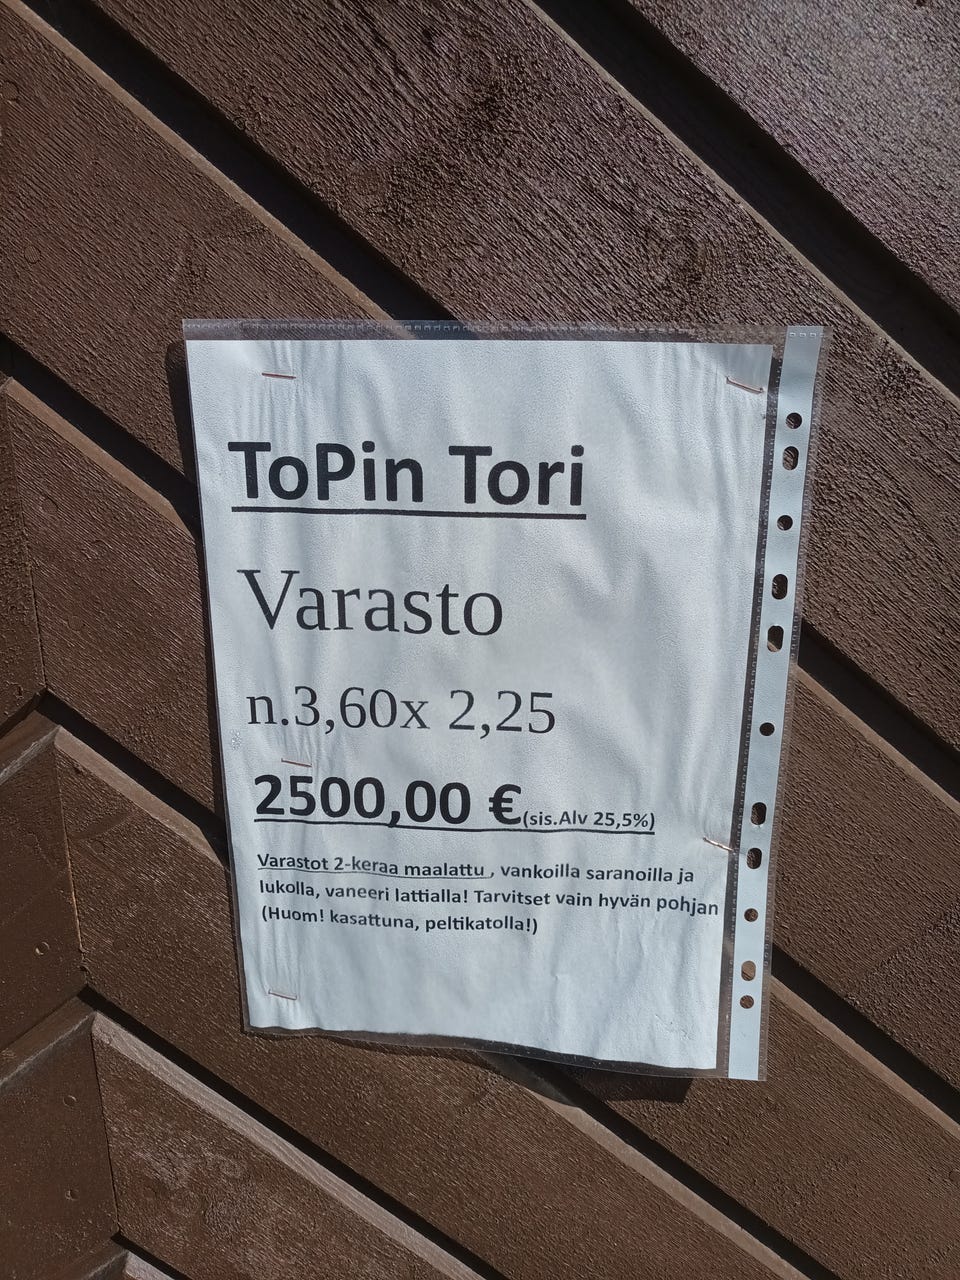 ToPin Tori
Varasto
n.3,60x 2,25
2500,00 €(sis.Alv 25,5%)
Varastot 2-keraa maalattu , vankoilla saranoilla ja
lukolla, vaneeri lattialla! Tarvitset vain hyvän pohjan
(Huom! kasattuna, peltikatolla!)